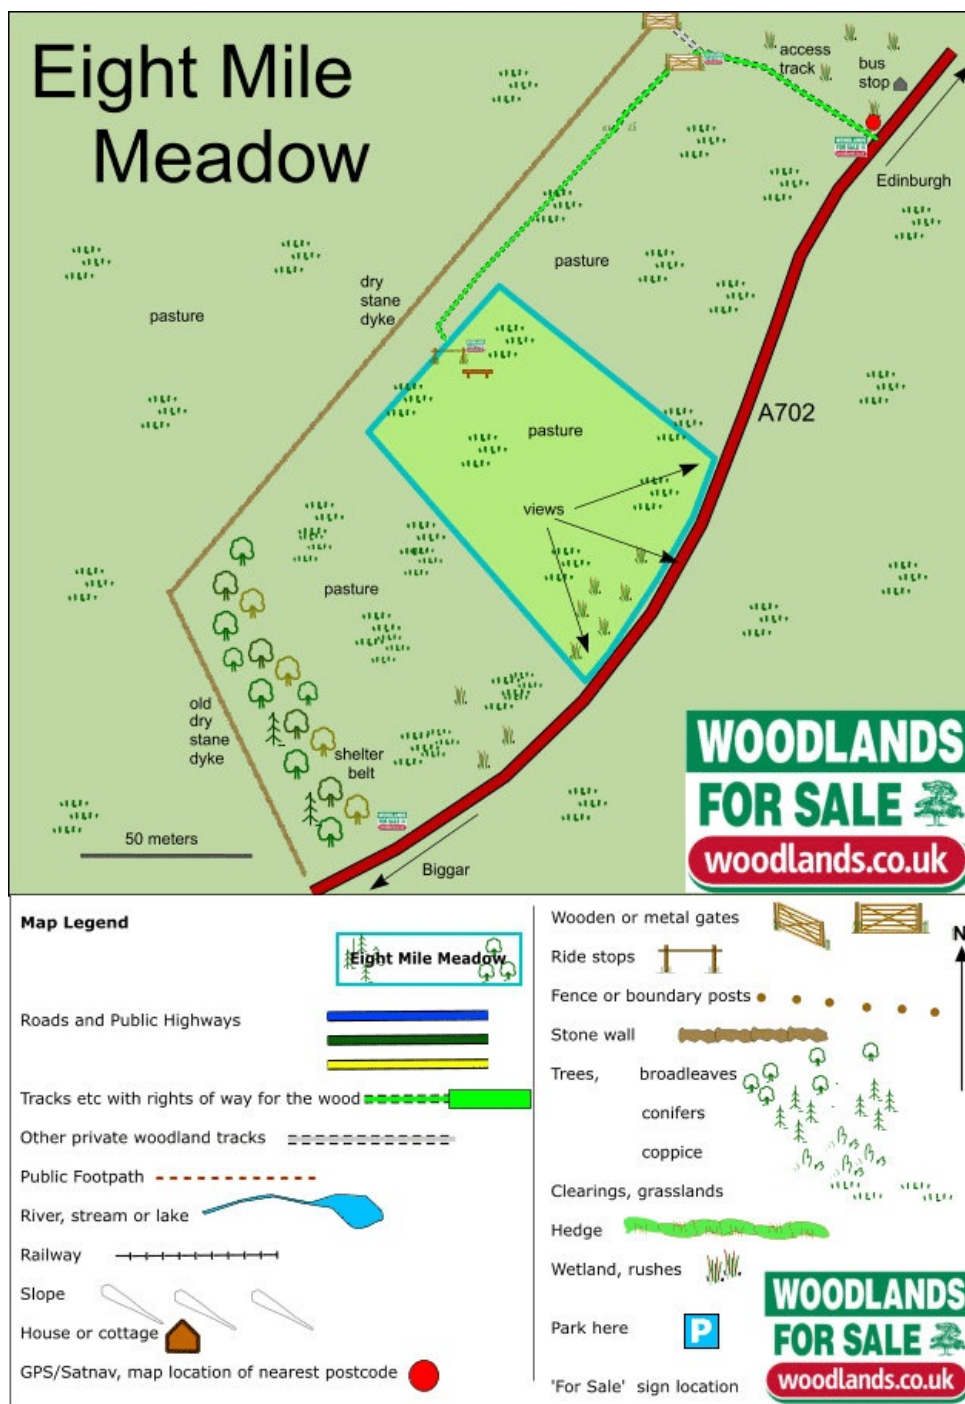 Eight Mile
Meadow
access
track
bus
stop
Edinburgh
pasture
dry
stane
dyke
pasture
A702
pasture
views
pasture
old
dry
stane
dyke
shelter
belt
50 meters
Biggar
WOODLANDS
FOR SALE
woodlands.co.uk
Map Legend
Eight Mile Meadow
Roads and Public Highways
Tracks etc with rights of way for the wood
Other private woodland tracks
Public Footpath
River, stream or lake
Railway
Slope
House or cottage
GPS/Satnav, map location of nearest postcode
Wooden or metal gates
N
Ride stops
Fence or boundary posts
Stone wall
Trees, broadleaves
conifers
coppice
Clearings, grasslands
Hedge
Wetland, rushes
Park here
P
'For Sale' sign location
WOODLANDS
FOR SALE
woodlands.co.uk